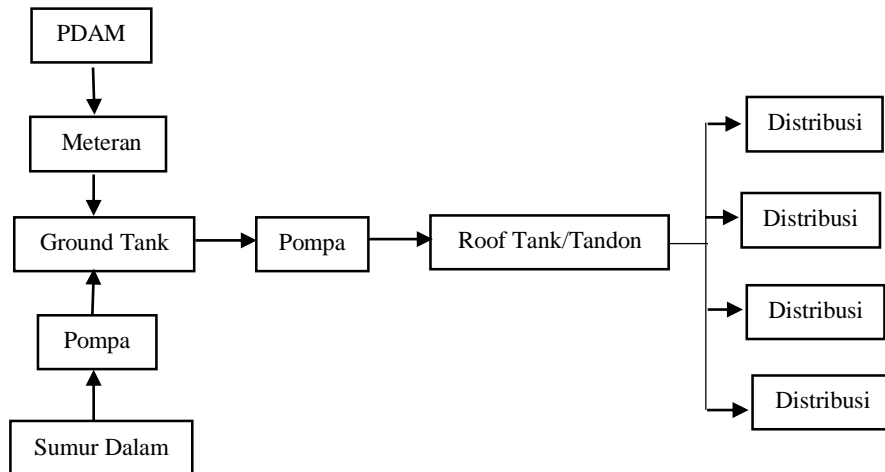 PDAM
Meteran
Ground Tank
Pompa
Sumur Dalam
Pompa
Roof Tank/Tandon
Distribusi
Distribusi
Distribusi
Distribusi